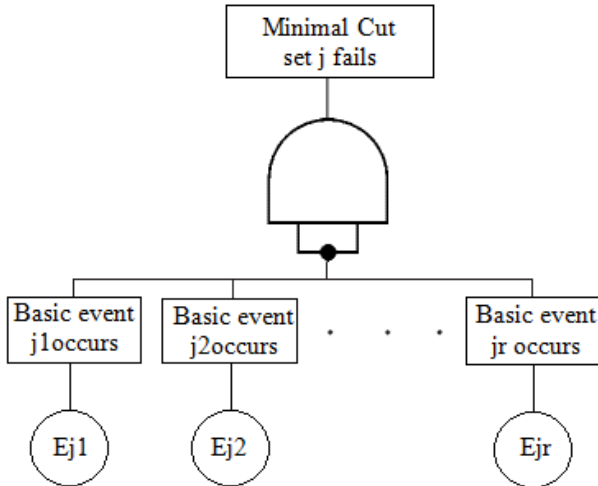 Minimal Cut
set j fails
Basic event
j1occurs
Basic event
j2occurs
. . .
Basic event
jr occurs
Ej1
Ej2
Ejr